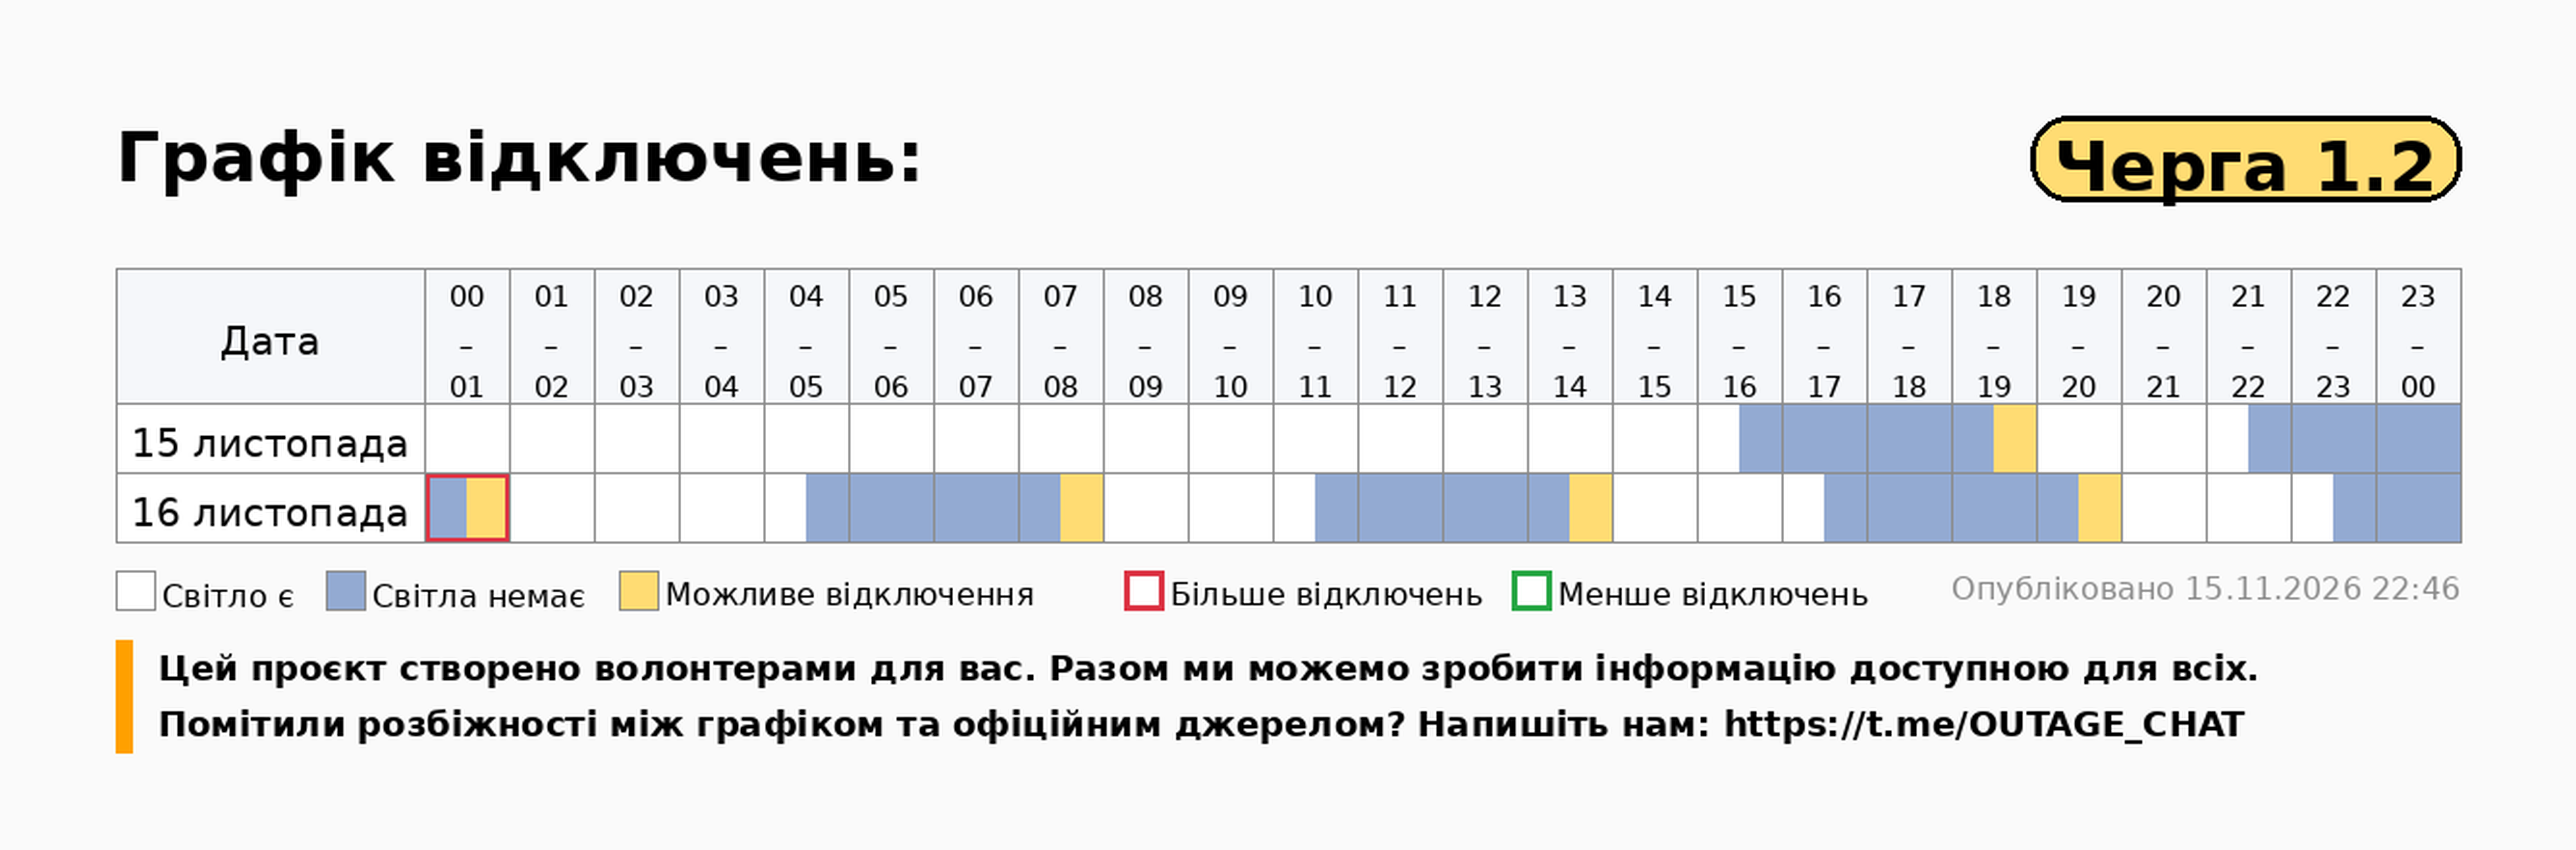 Графік відключень:
Черга 1.2
Дата
00 – 01
01 – 02
02 – 03
03 – 04
04 – 05
05 – 06
06 – 07
07 – 08
08 – 09
09 – 10
10 – 11
11 – 12
12 – 13
13 – 14
14 – 15
15 – 16
16 – 17
17 – 18
18 – 19
19 – 20
20 – 21
21 – 22
22 – 23
23 – 00
15 листопада
16 листопада
Світло є
Світла немає
Можливе відключення
Більше відключень
Менше відключень
Опубліковано 15.11.2026 22:46
Цей проєкт створено волонтерами для вас. Разом ми можемо зробити інформацію доступною для всіх.
Помітили розбіжності між графіком та офіційним джерелом? Напишіть нам: https://t.me/OUTAGE_CHAT